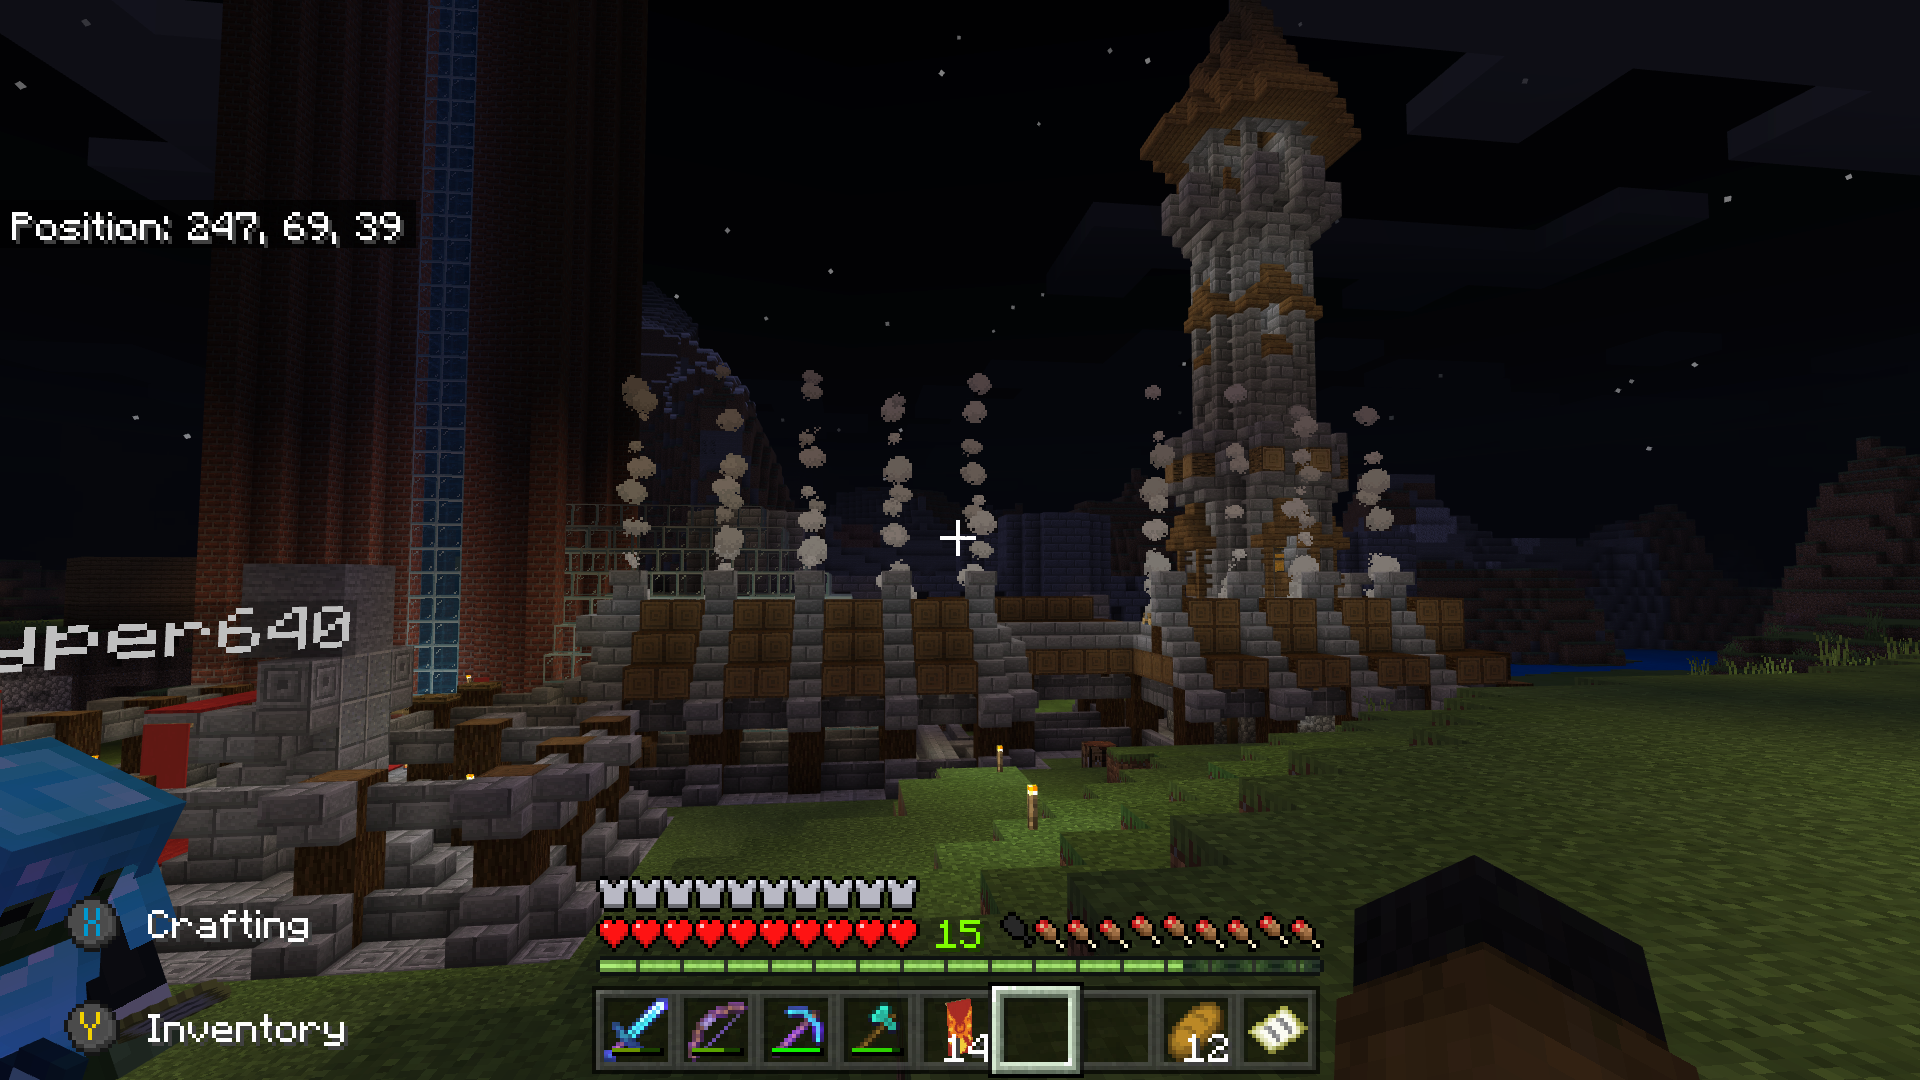 Position: 247, 69, 39
yper640
Crafting
15
Inventory
14
12